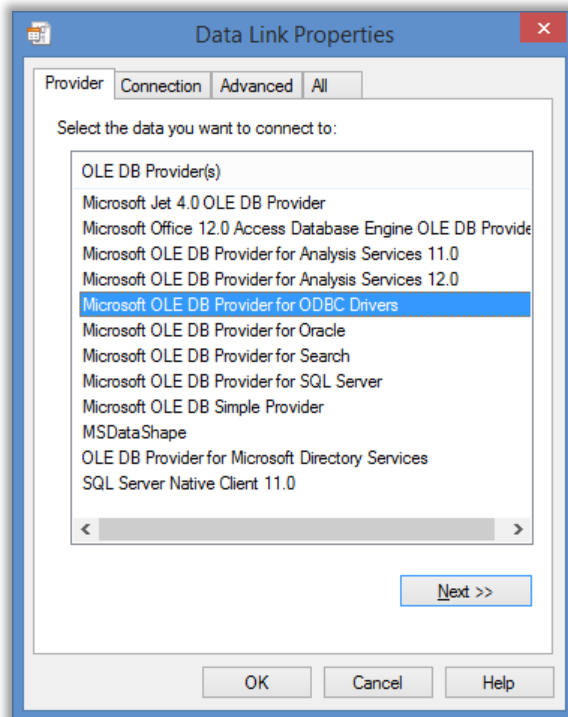 Data Link Properties
Provider Connection Advanced All
Select the data you want to connect to:
OLE DB Provider(s)
Microsoft Jet 4.0 OLE DB Provider
Microsoft Office 12.0 Access Database Engine OLE DB Provide
Microsoft OLE DB Provider for Analysis Services 11.0
Microsoft OLE DB Provider for Analysis Services 12.0
Microsoft OLE DB Provider for ODBC Drivers
Microsoft OLE DB Provider for Oracle
Microsoft OLE DB Provider for Search
Microsoft OLE DB Provider for SQL Server
Microsoft OLE DB Simple Provider
MSDataShape
OLE DB Provider for Microsoft Directory Services
SQL Server Native Client 11.0
Next >>
OK Cancel Help